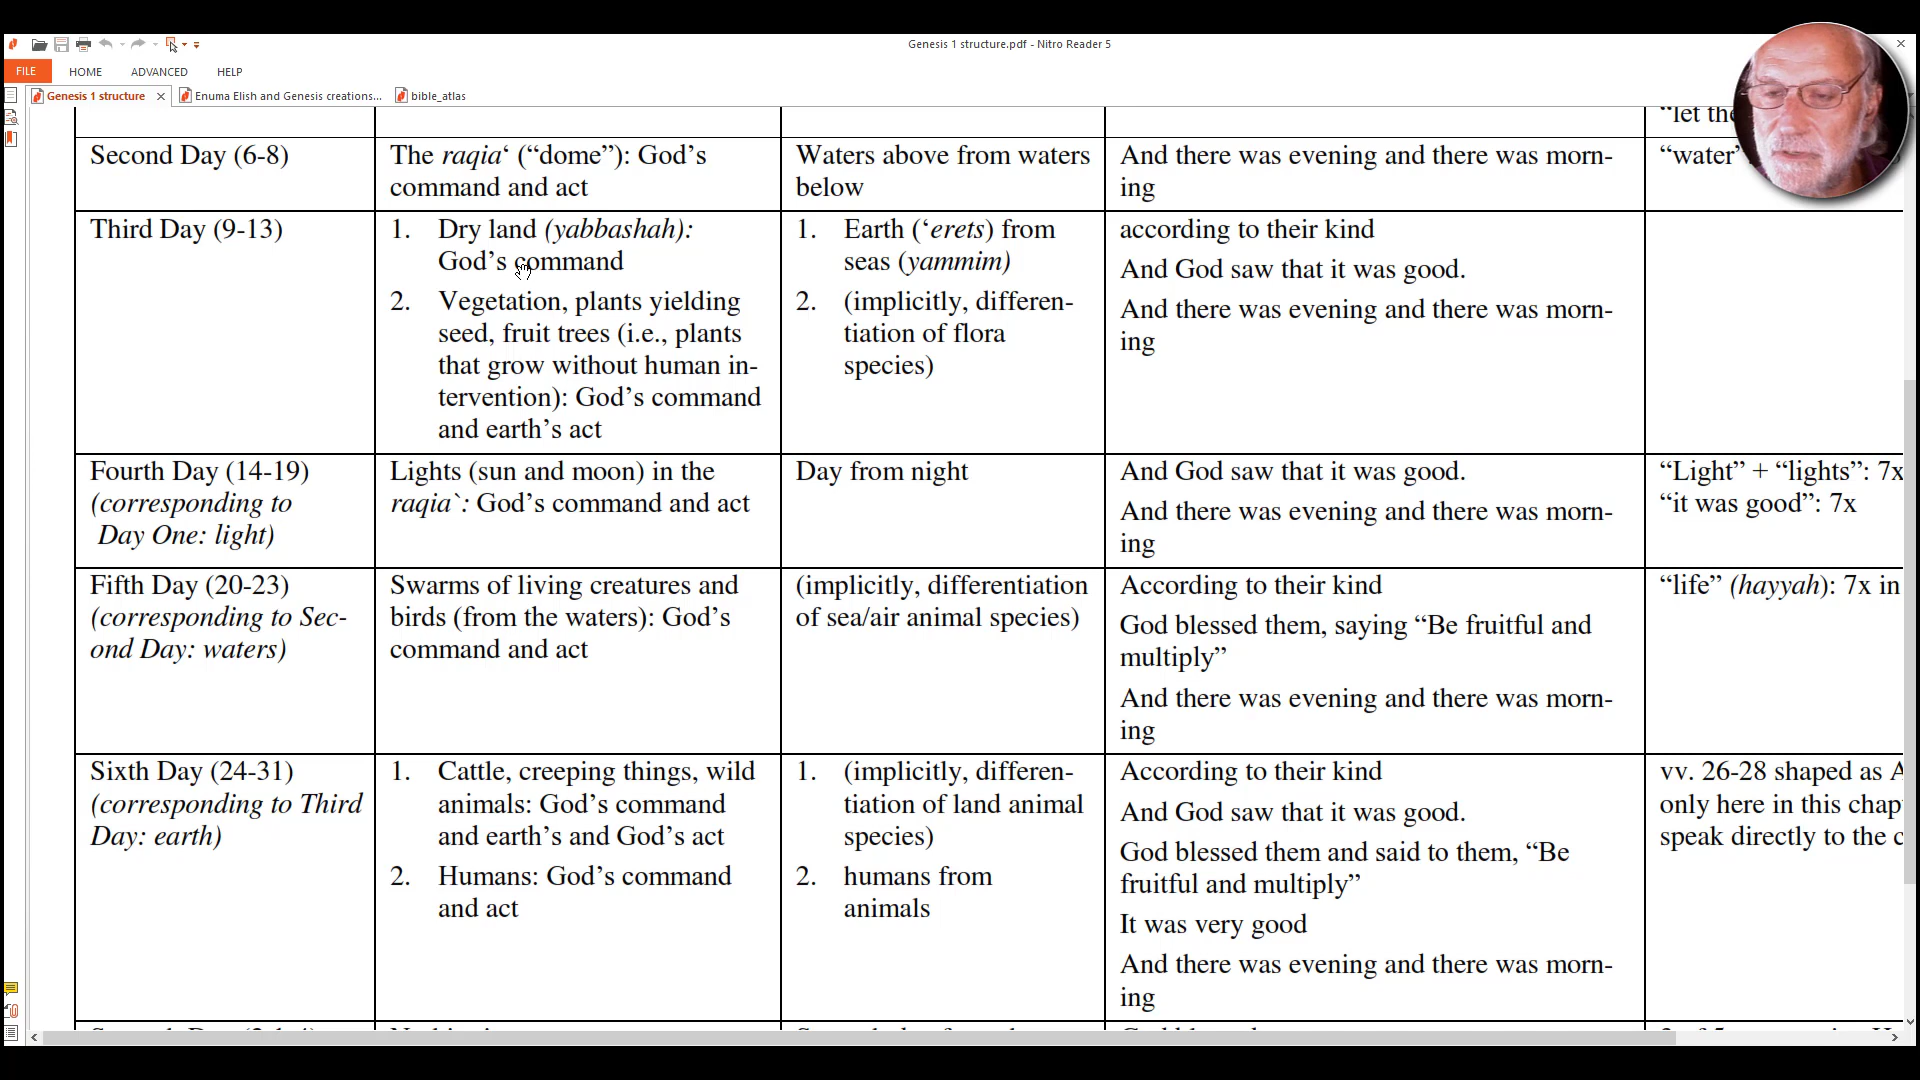 Genesis 1 structure.pdf - Nitro Reader 5
FILE HOME ADVANCED HELP
Genesis 1 structure Enuma Elish and Genesis creations... bible_atlas
“let the
Second Day (6-8)
The raqia‘ (“dome”): God’s
command and act
Waters above from waters
below
And there was evening and there was morn-
ing
“water”
Third Day (9-13)
1. Dry land (yabbashah):
God’s command
2. Vegetation, plants yielding
seed, fruit trees (i.e., plants
that grow without human in-
tervention): God’s command
and earth’s act
1. Earth (‘erets) from
seas (yammim)
2. (implicitly, differen-
tiation of flora
species)
according to their kind
And God saw that it was good.
And there was evening and there was morn-
ing
Fourth Day (14-19)
(corresponding to
Day One: light)
Lights (sun and moon) in the
raqia`: God’s command and act
Day from night
And God saw that it was good.
And there was evening and there was morn-
ing
“Light” + “lights”: 7x
“it was good”: 7x
Fifth Day (20-23)
(corresponding to Sec-
ond Day: waters)
Swarms of living creatures and
birds (from the waters): God’s
command and act
(implicitly, differentiation
of sea/air animal species)
According to their kind
God blessed them, saying “Be fruitful and
multiply”
And there was evening and there was morn-
ing
“life” (hayyah): 7x in
Sixth Day (24-31)
(corresponding to Third
Day: earth)
1. Cattle, creeping things, wild
animals: God’s command
and earth’s and God’s act
2. Humans: God’s command
and act
1. (implicitly, differen-
tiation of land animal
species)
2. humans from
animals
According to their kind
And God saw that it was good.
God blessed them and said to them, “Be
fruitful and multiply”
It was very good
And there was evening and there was morn-
ing
vv. 26-28 shaped as A
only here in this chap
speak directly to the c